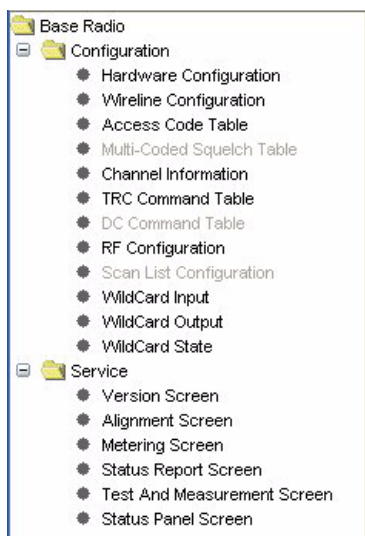 Base Radio
Configuration
Hardware Configuration
Wireline Configuration
Access Code Table
Multi-Coded Squelch Table
Channel Information
TRC Command Table
DC Command Table
RF Configuration
Scan List Configuration
WildCard Input
WildCard Output
WildCard State
Service
Version Screen
Alignment Screen
Metering Screen
Status Report Screen
Test And Measurement Screen
Status Panel Screen